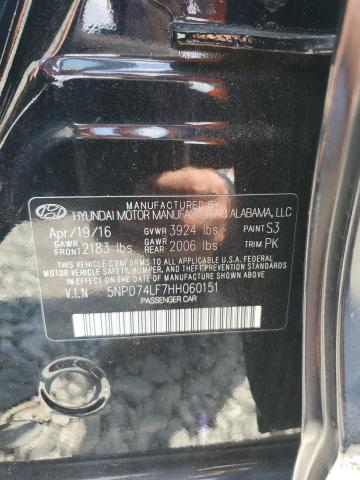 MANUFACTURED BY
HYUNDAI MOTOR MANUFACTURING ALABAMA, LLC
Apr/19/16 GVWR 3924 lbs PAINT S3
GAWR FRONT 2183 lbs GAWR REAR 2006 lbs TRIM PK
THIS VEHICLE CONFORMS TO ALL APPLICABLE U.S.A. FEDERAL
MOTOR VEHICLE SAFETY, BUMPER, AND THEFT PREVENTION
STANDARDS IN EFFECT ON THE DATE OF MANUFACTURE SHOWN ABOVE.
V.I.N 5NPD74LF7HH060151
PASSENGER CAR